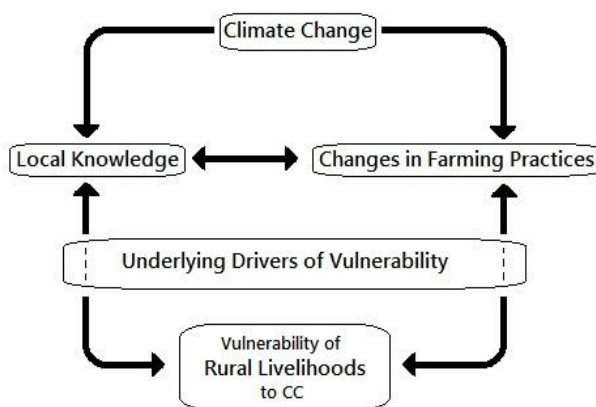 Climate Change
Local Knowledge
Changes in Farming Practices
Underlying Drivers of Vulnerability
Vulnerability of
Rural Livelihoods
to CC